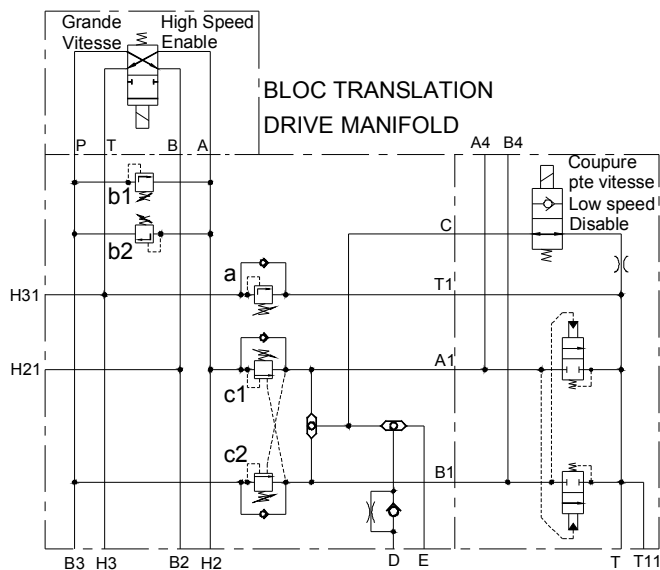 Grande Vitesse
High Speed Enable
BLOC TRANSLATION
DRIVE MANIFOLD
P T B A
A4 B4
Coupure pte vitesse
Low speed Disable
b1
b2
C
a
H31
T1
H21
A1
c1
c2
B1
B3 H3 B2 H2 D E T T11